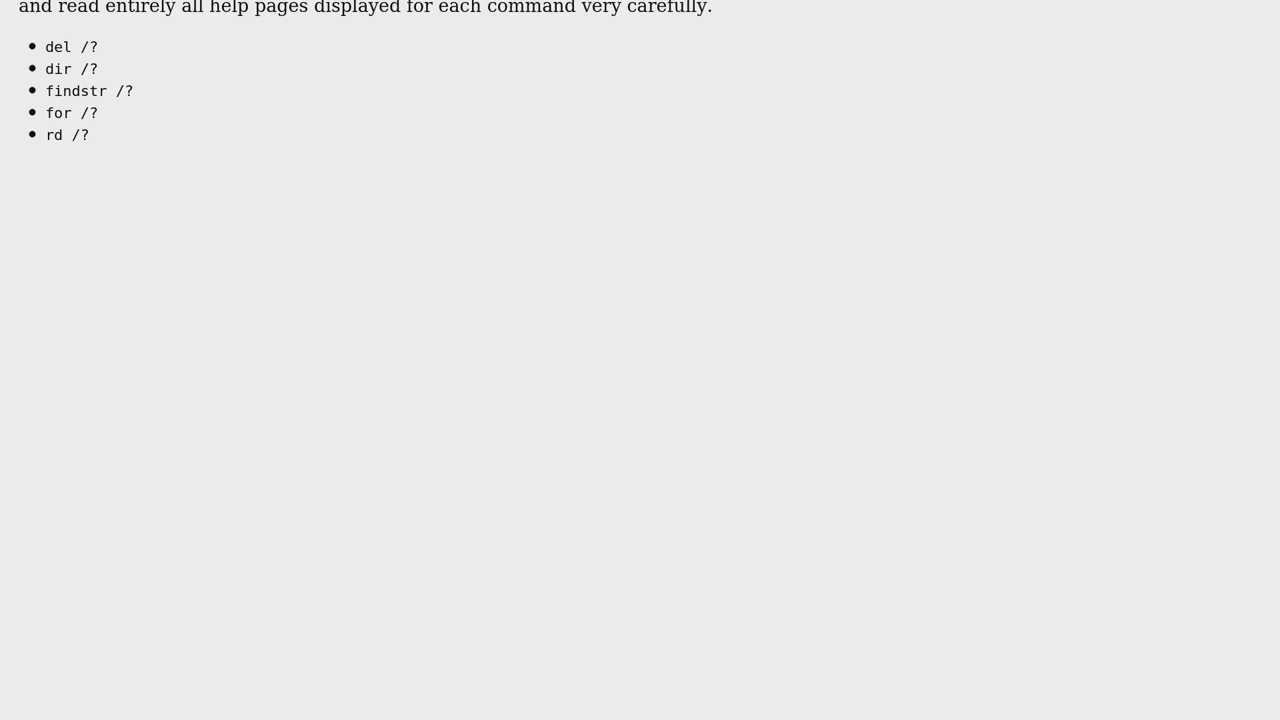 and read entirely all help pages displayed for each command very carefully.
del /?
dir /?
findstr /?
for /?
rd /?